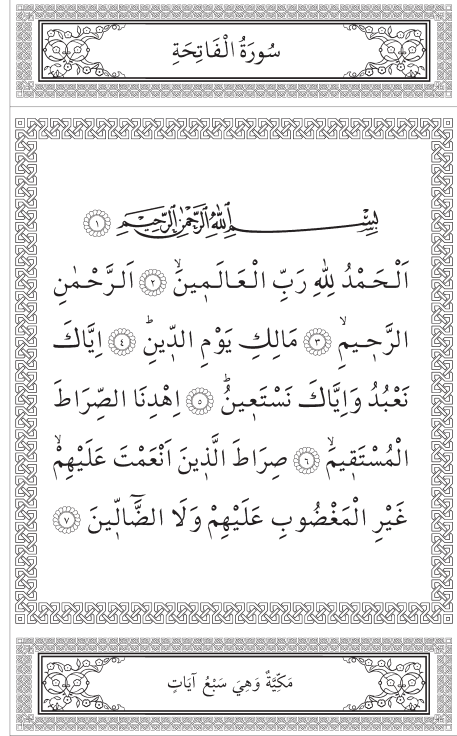 سُورَةُ الْفَاتِحَةِ
بِسْمِ اللهِ الرَّحْمٰنِ الرَّحِيمِ ﴿١﴾
اَلْحَمْدُ لِلهِ رَبِّ الْعَالَمِينَۙ ﴿٢﴾ اَلرَّحْمٰنِ
الرَّحِيمِۙ ﴿٣﴾ مَالِكِ يَوْمِ الدِّينِۜ ﴿٤﴾ اِيَّاكَ
نَعْبُدُ وَاِيَّاكَ نَسْتَعِينُۜ ﴿٥﴾ اِهْدِنَا الصِّرَاطَ
الْمُسْتَقِيمَۙ ﴿٦﴾ صِرَاطَ الَّذِينَ اَنْعَمْتَ عَلَيْهِمْۙ
غَيْرِ الْمَغْضُوبِ عَلَيْهِمْ وَلَا الضَّٓالِّينَ ﴿٧﴾
مَكِّيَّةٌ وَهِيَ سَبْعُ آيَاتٍ